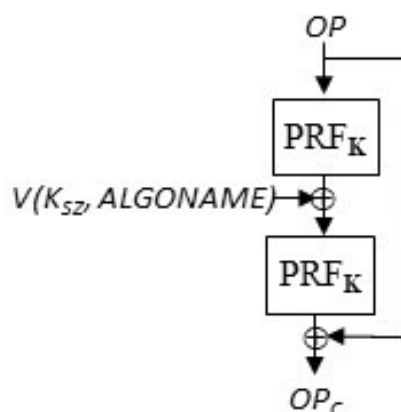 OP
PRF_K
V(K_SZ, ALGONAME)
PRF_K
OP_C